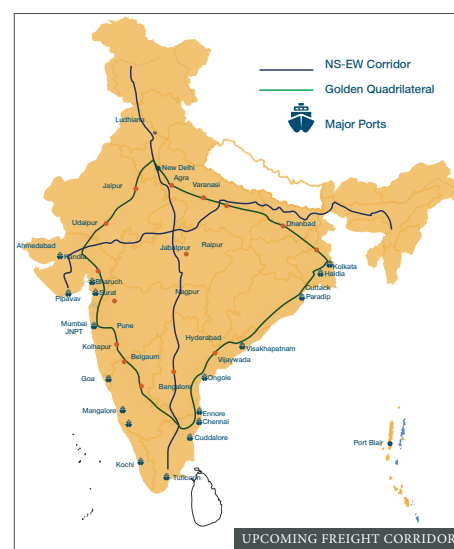 NS-EW Corridor
Golden Quadrilateral
Major Ports
Ludhiana
New Delhi
Agra
Jaipur
Varanasi
Udaipur
Dhanbad
Ahmedabad
Kandla
Jabalprur
Raipur
Kolkata
Haldia
Bharuch
Cuttack
Surat
Nagpur
Paradip
Pipavav
Mumbai
JNPT
Pune
Hyderabad
Kolhapur
Visakhapatnam
Belgaum
Vijaywada
Goa
Ongole
Bangalore
Mangalore
Ennore
Chennai
Cuddalore
Port Blair
Kochi
Tuticorin
UPCOMING FREIGHT CORRIDOR